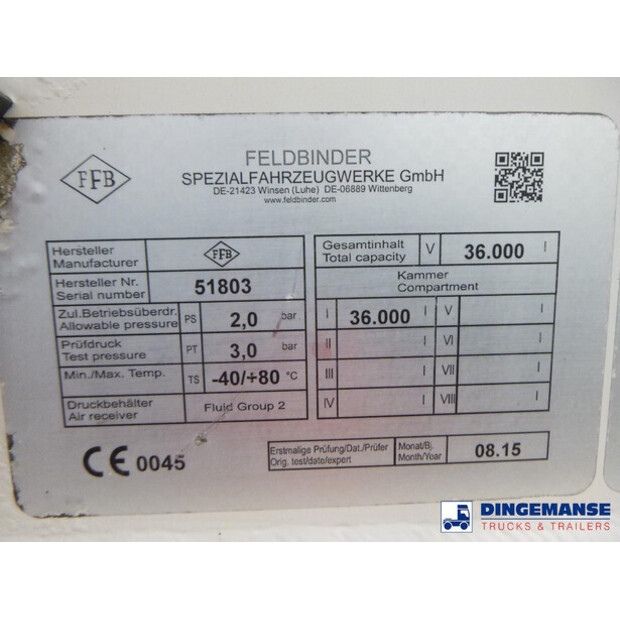 FFB
FELDBINDER
SPEZIALFAHRZEUGWERKE GmbH
DE-21423 Winsen (Luhe) DE-06889 Wittenberg
www.feldbinder.com
Hersteller
Manufacturer
FFB
Hersteller Nr.
Serial number
51803
Zul.Betriebsüberdr.
Allowable pressure
PS 2,0 bar
Prüfdruck
Test pressure
PT 3,0 bar
Min./Max. Temp.
TS -40/+80 °C
Druckbehälter
Air receiver
Fluid Group 2
Gesamtinhalt
Total capacity
V 36.000 l
Kammer
Compartment
I 36.000 l V l
II l VI l
III l VII l
IV l VIII l
CE 0045
Erstmalige Prüfung/Dat./Prüfer
Orig. test/date/expert
Monat/Bj.
Month/Year
08.15
DINGEMANSE
TRUCKS & TRAILERS